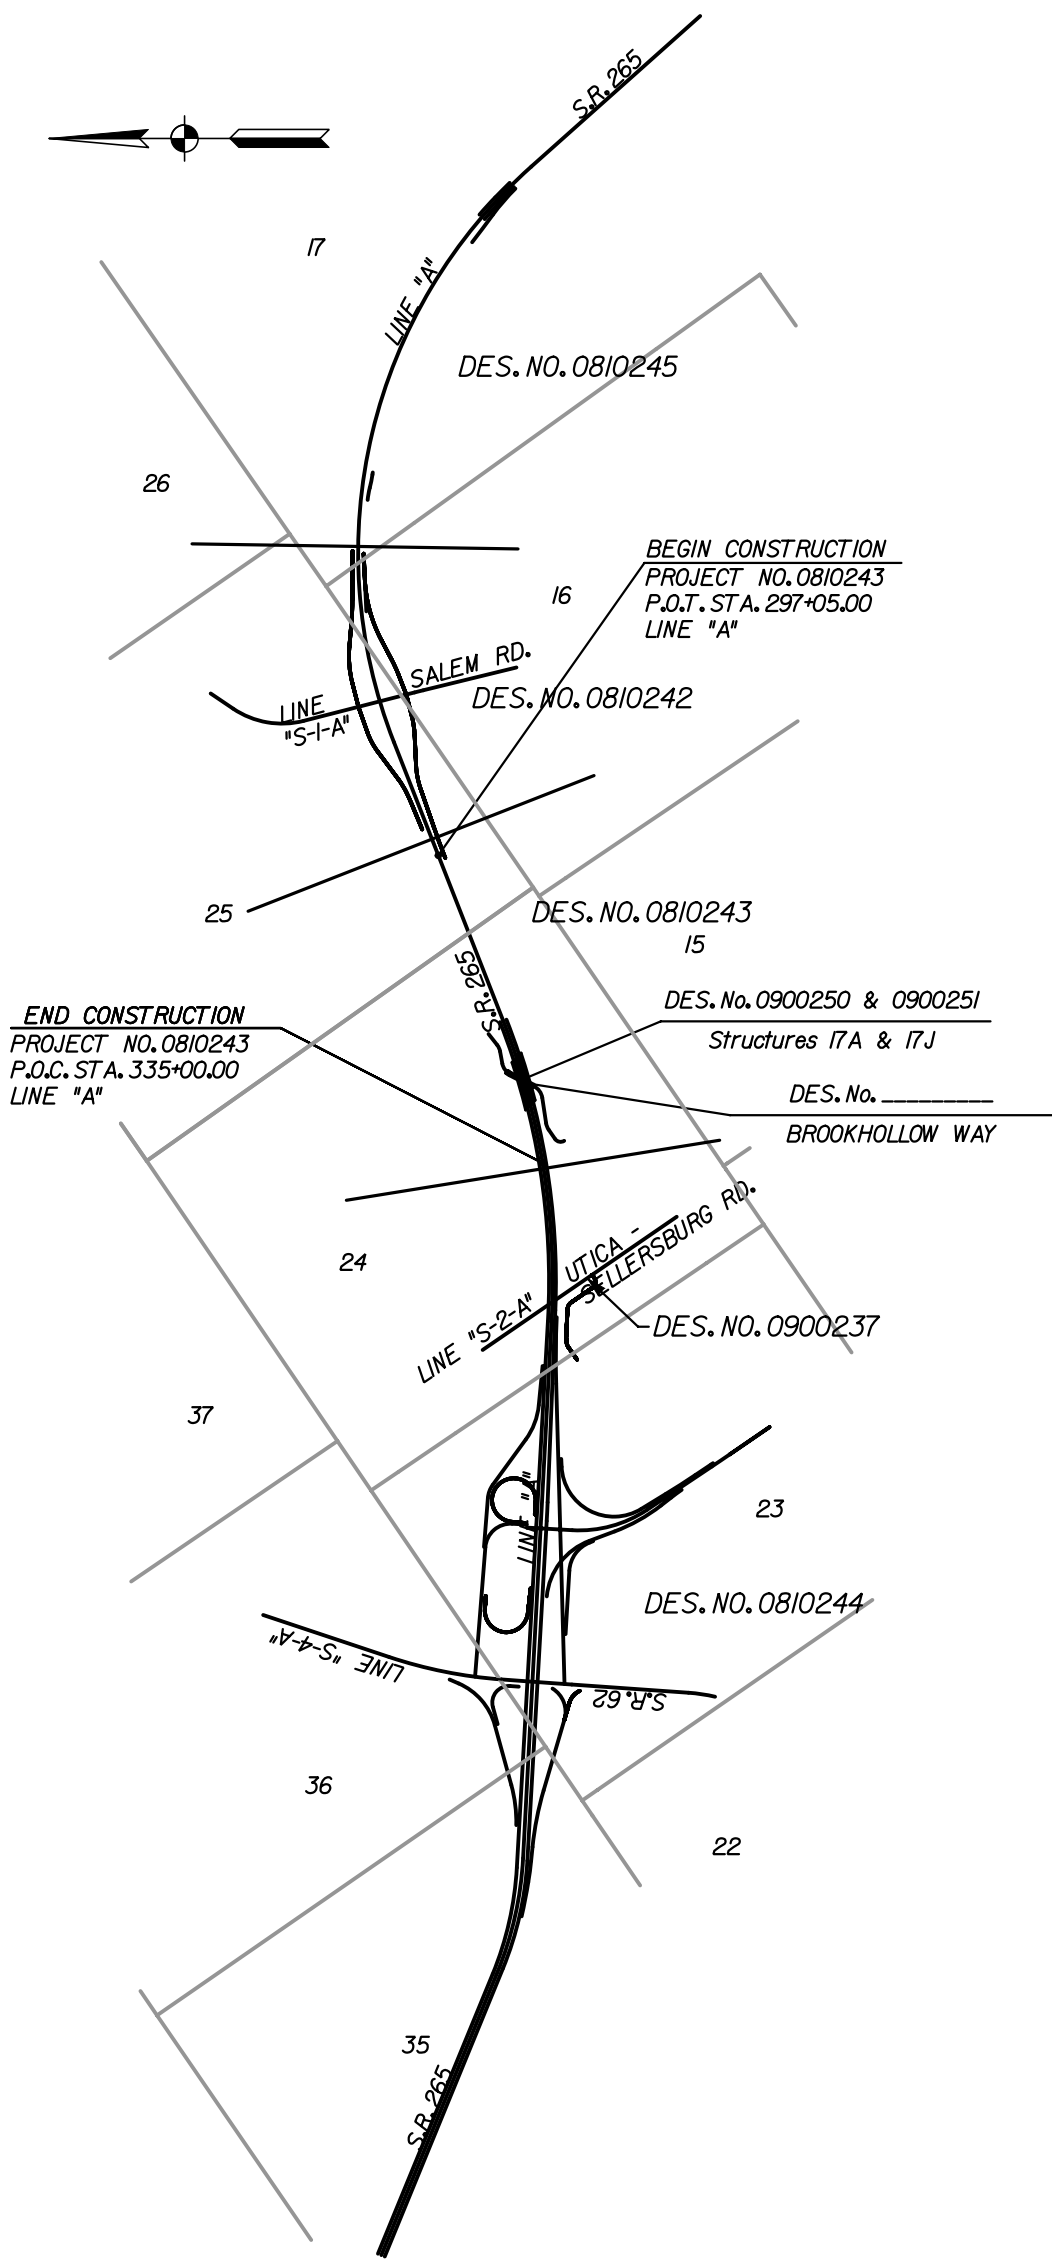 S.R. 265
17
LINE "A"
DES. NO. 0810245
26
BEGIN CONSTRUCTION
PROJECT NO. 0810243
P.O.T. STA. 297+05.00
LINE "A"
16
SALEM RD.
DES. NO. 0810242
LINE
"S-1-A"
25
DES. NO. 0810243
15
S.R. 265
DES. No. 0900250 & 0900251
Structures 17A & 17J
END CONSTRUCTION
PROJECT NO. 0810243
P.O.C. STA. 335+00.00
LINE "A"
DES. No. _________
BROOKHOLLOW WAY
24
UTICA -
SELLERSBURG RD.
LINE "S-2-A"
DES. NO. 0900237
37
LINE "A"
23
DES. NO. 0810244
LINE "S-4-A"
S.R. 62
36
22
35
S.R. 265